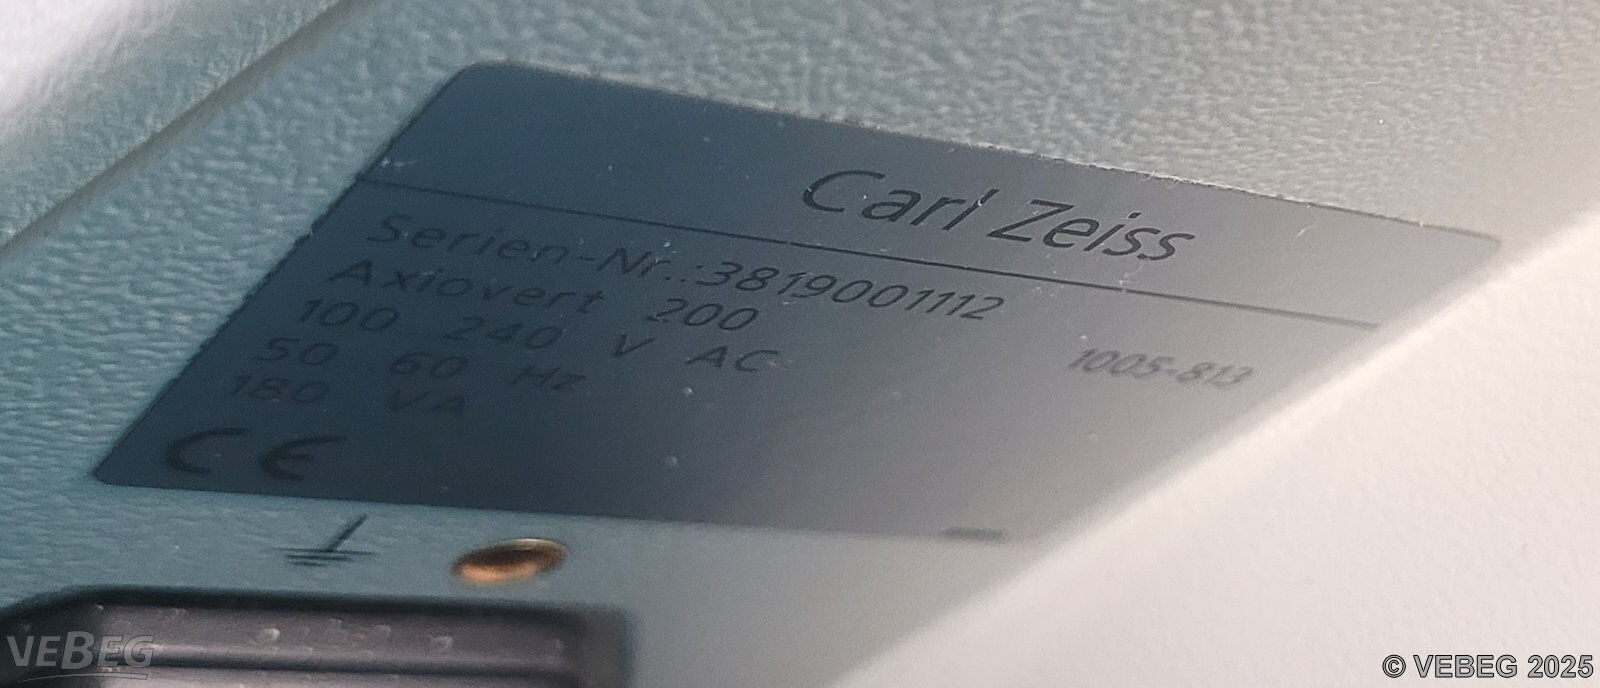 Carl Zeiss
Serien-Nr.:3819001112
Axiovert 200
100...240 V AC
1005-813
50...60 Hz
180 VA
CE
VEBEG
© VEBEG 2025